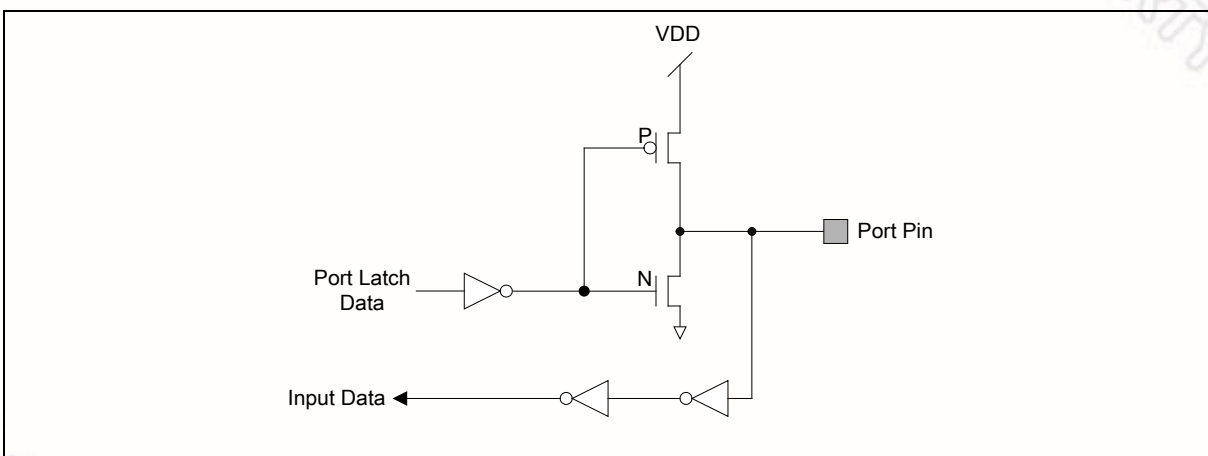 VDD
P
Port Pin
N
Port Latch
Data
Input Data